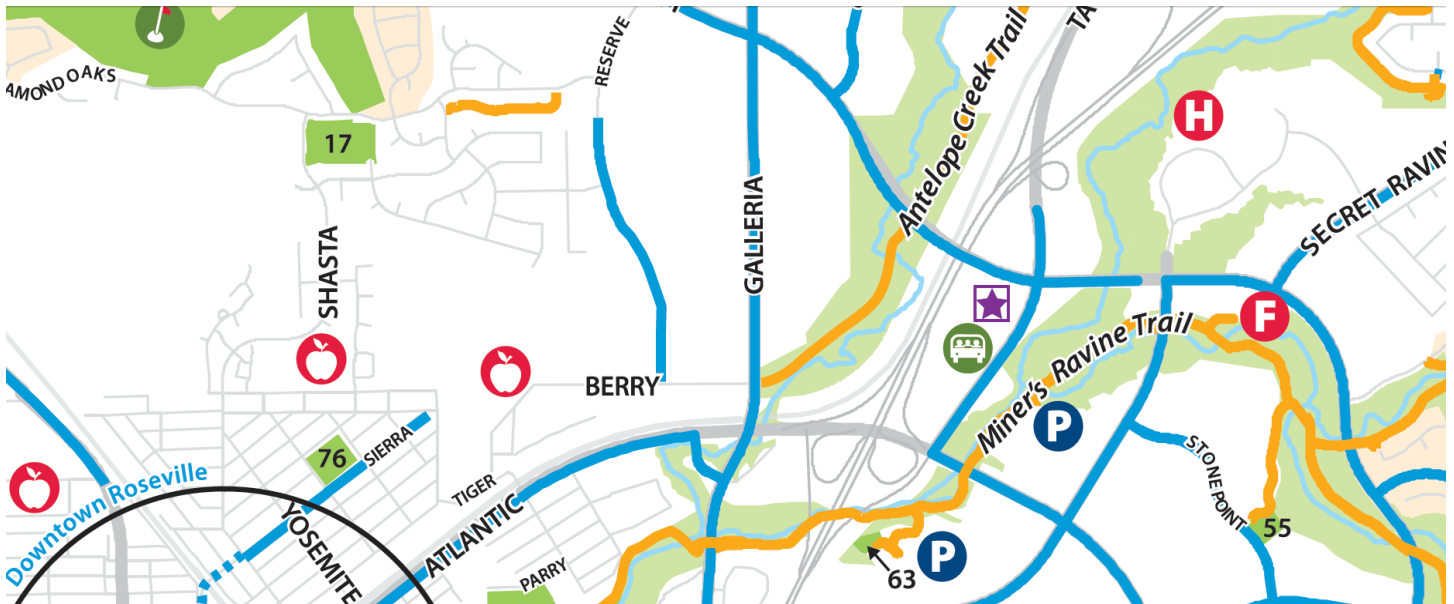 RESERVE
TA
AMOND OAKS
Antelope Creek Trail
H
17
SECRET RAVIN
GALLERIA
SHASTA
F
Miner's Ravine Trail
BERRY
P
SIERRA
76
STONE POINT
Downtown Roseville
TIGER
YOSEMITE
ATLANTIC
55
P
63
PARRY